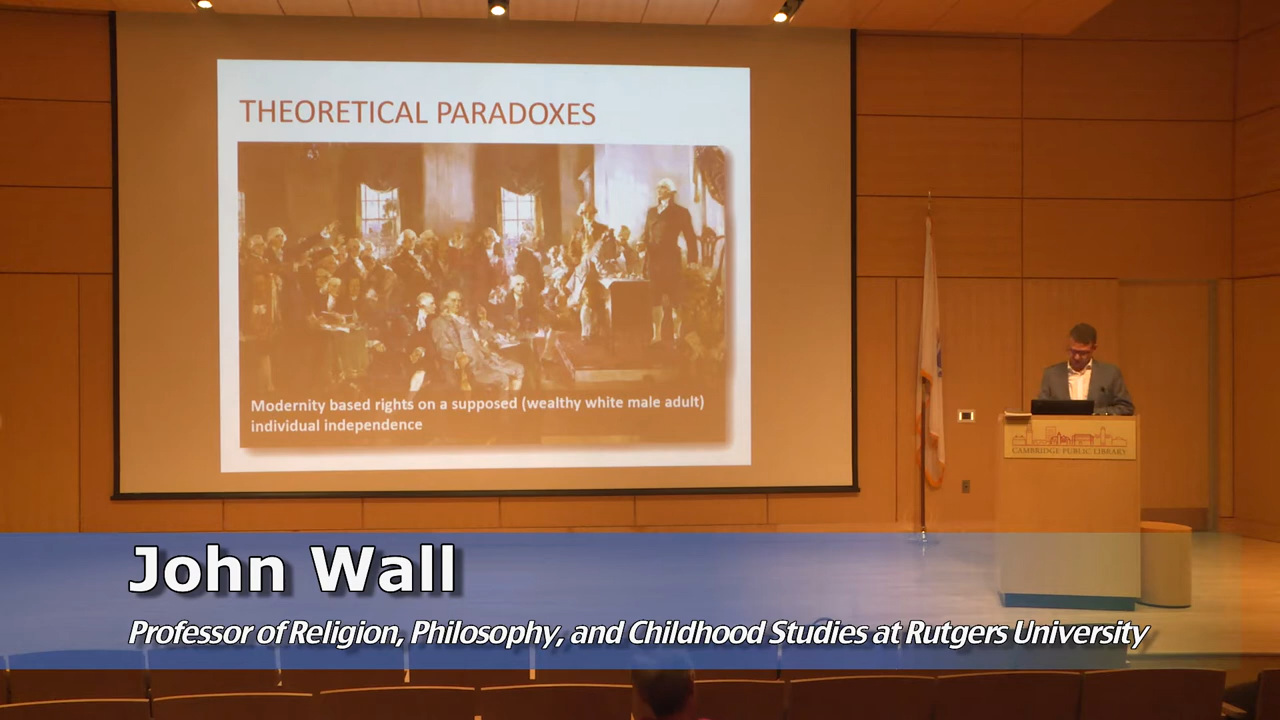 THEORETICAL PARADOXES
Modernity based rights on a supposed (wealthy white male adult)
individual independence
CAMBRIDGE PUBLIC LIBRARY
John Wall
Professor of Religion, Philosophy, and Childhood Studies at Rutgers University